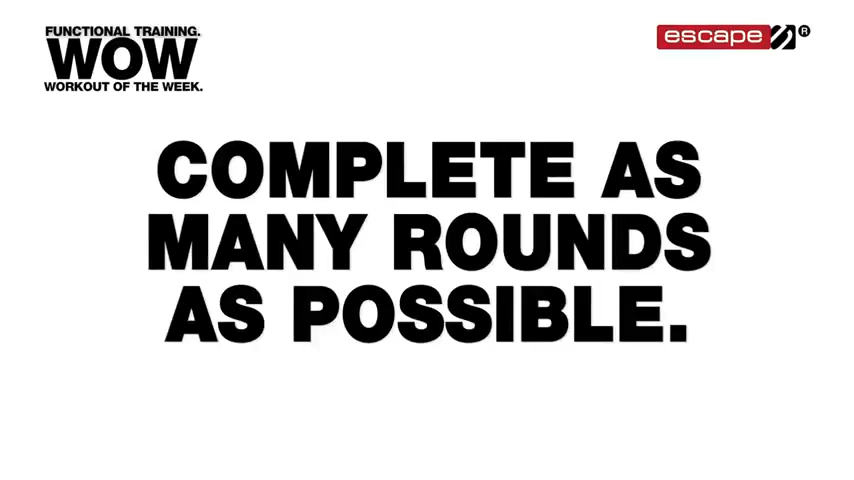 FUNCTIONAL TRAINING.
WOW
WORKOUT OF THE WEEK.
escape ®
COMPLETE AS
MANY ROUNDS
AS POSSIBLE.